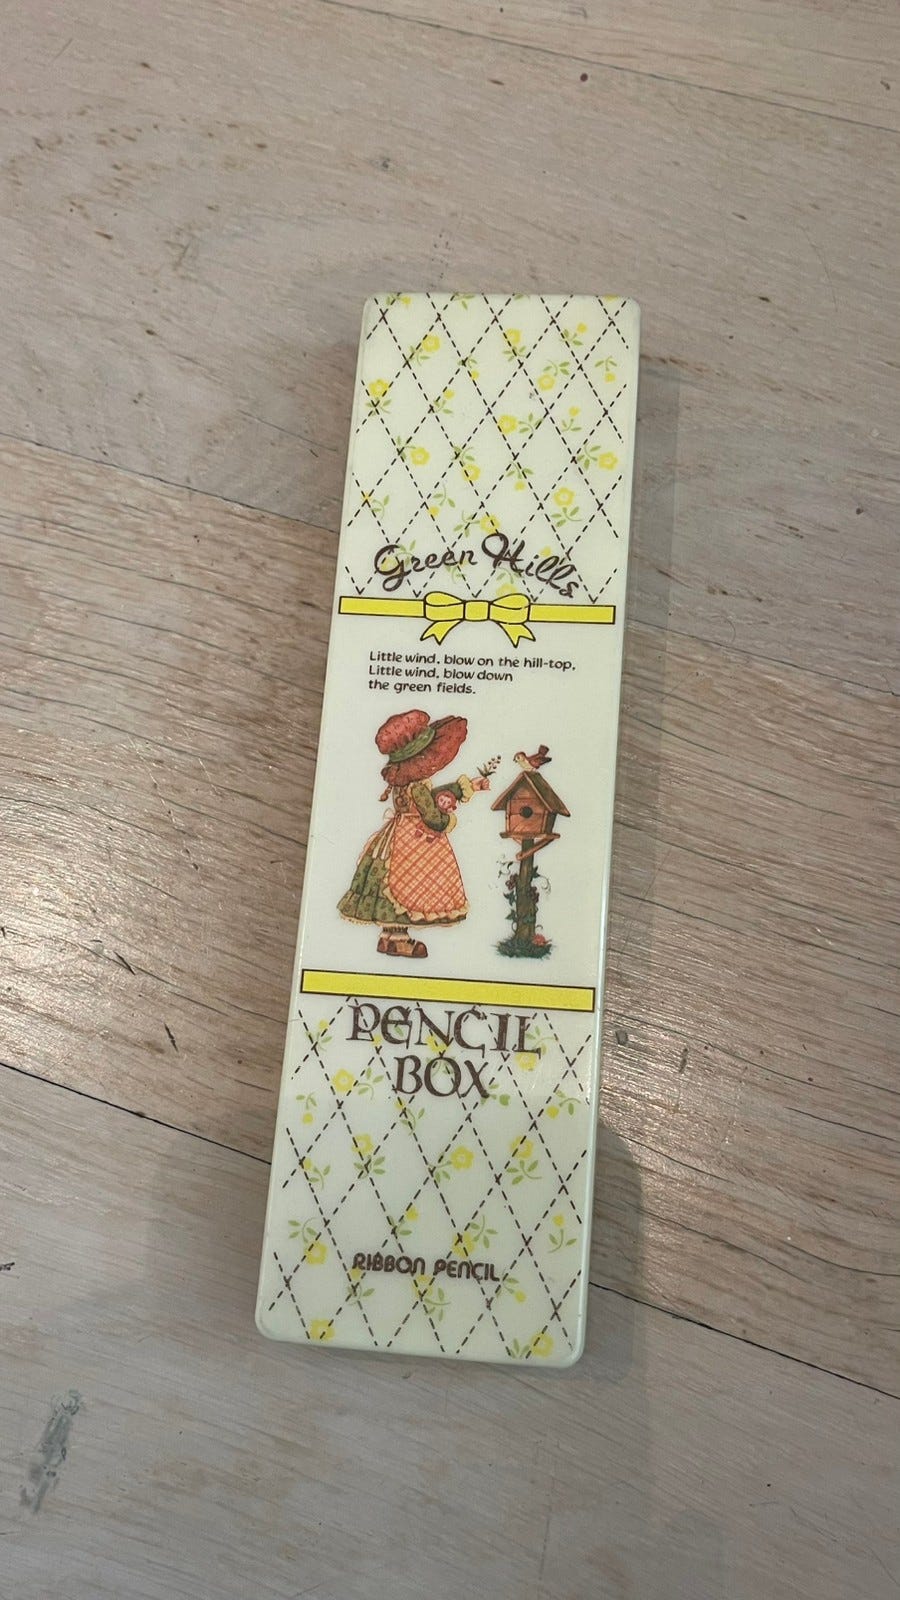 Green Hills
Little wind, blow on the hill-top,
Little wind, blow down
the green fields.
PENCIL
BOX
RIBBON PENCIL